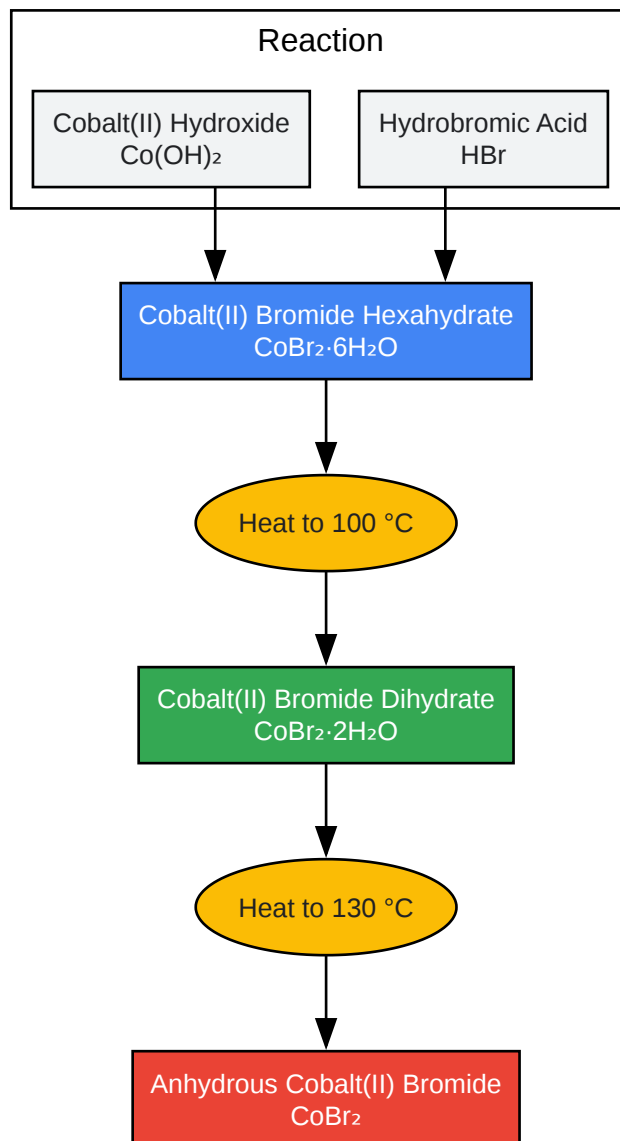 Reaction
Cobalt(II) Hydroxide
Co(OH)₂
Hydrobromic Acid
HBr
Cobalt(II) Bromide Hexahydrate
CoBr₂·6H₂O
Heat to 100 °C
Cobalt(II) Bromide Dihydrate
CoBr₂·2H₂O
Heat to 130 °C
Anhydrous Cobalt(II) Bromide
CoBr₂